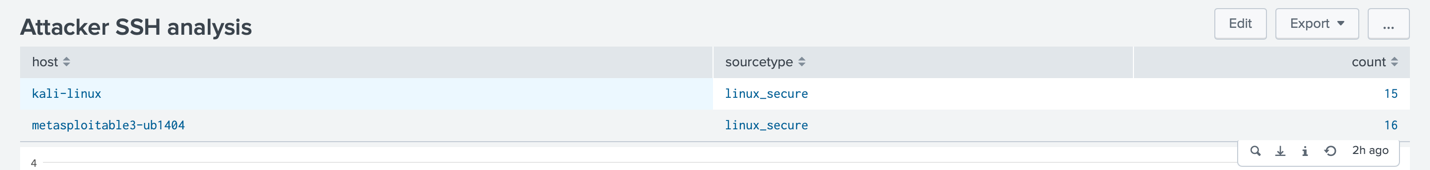 Attacker SSH analysis
Edit
Export
...
host sourcetype count
kali-linux linux_secure 15
metasploitable3-ub1404 linux_secure 16
2h ago
4